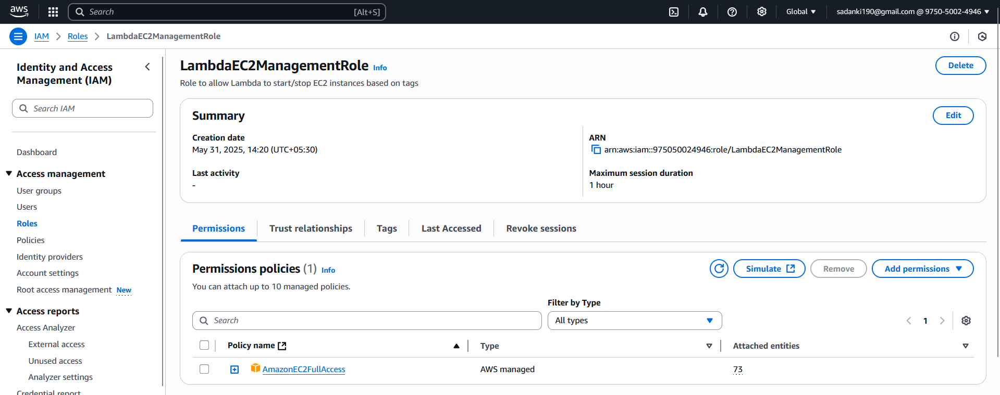 aws
Search [Alt+S]
Global
sadanki190@gmail.com @ 9750-5002-4946
IAM
Roles
LambdaEC2ManagementRole
Identity and Access
Management (IAM)
Search IAM
Dashboard
Access management
User groups
Users
Roles
Policies
Identity providers
Account settings
Root access management New
Access reports
Access Analyzer
External access
Unused access
Analyzer settings
Credential report
LambdaEC2ManagementRole Info
Delete
Role to allow Lambda to start/stop EC2 instances based on tags
Summary
Edit
Creation date
May 31, 2025, 14:20 (UTC+05:30)
ARN
arn:aws:iam::975050024946:role/LambdaEC2ManagementRole
Last activity
-
Maximum session duration
1 hour
Permissions
Trust relationships
Tags
Last Accessed
Revoke sessions
Permissions policies (1) Info
Simulate
Remove
Add permissions
You can attach up to 10 managed policies.
Filter by Type
Search
All types
1
Policy name
Type
Attached entities
AmazonEC2FullAccess
AWS managed
73